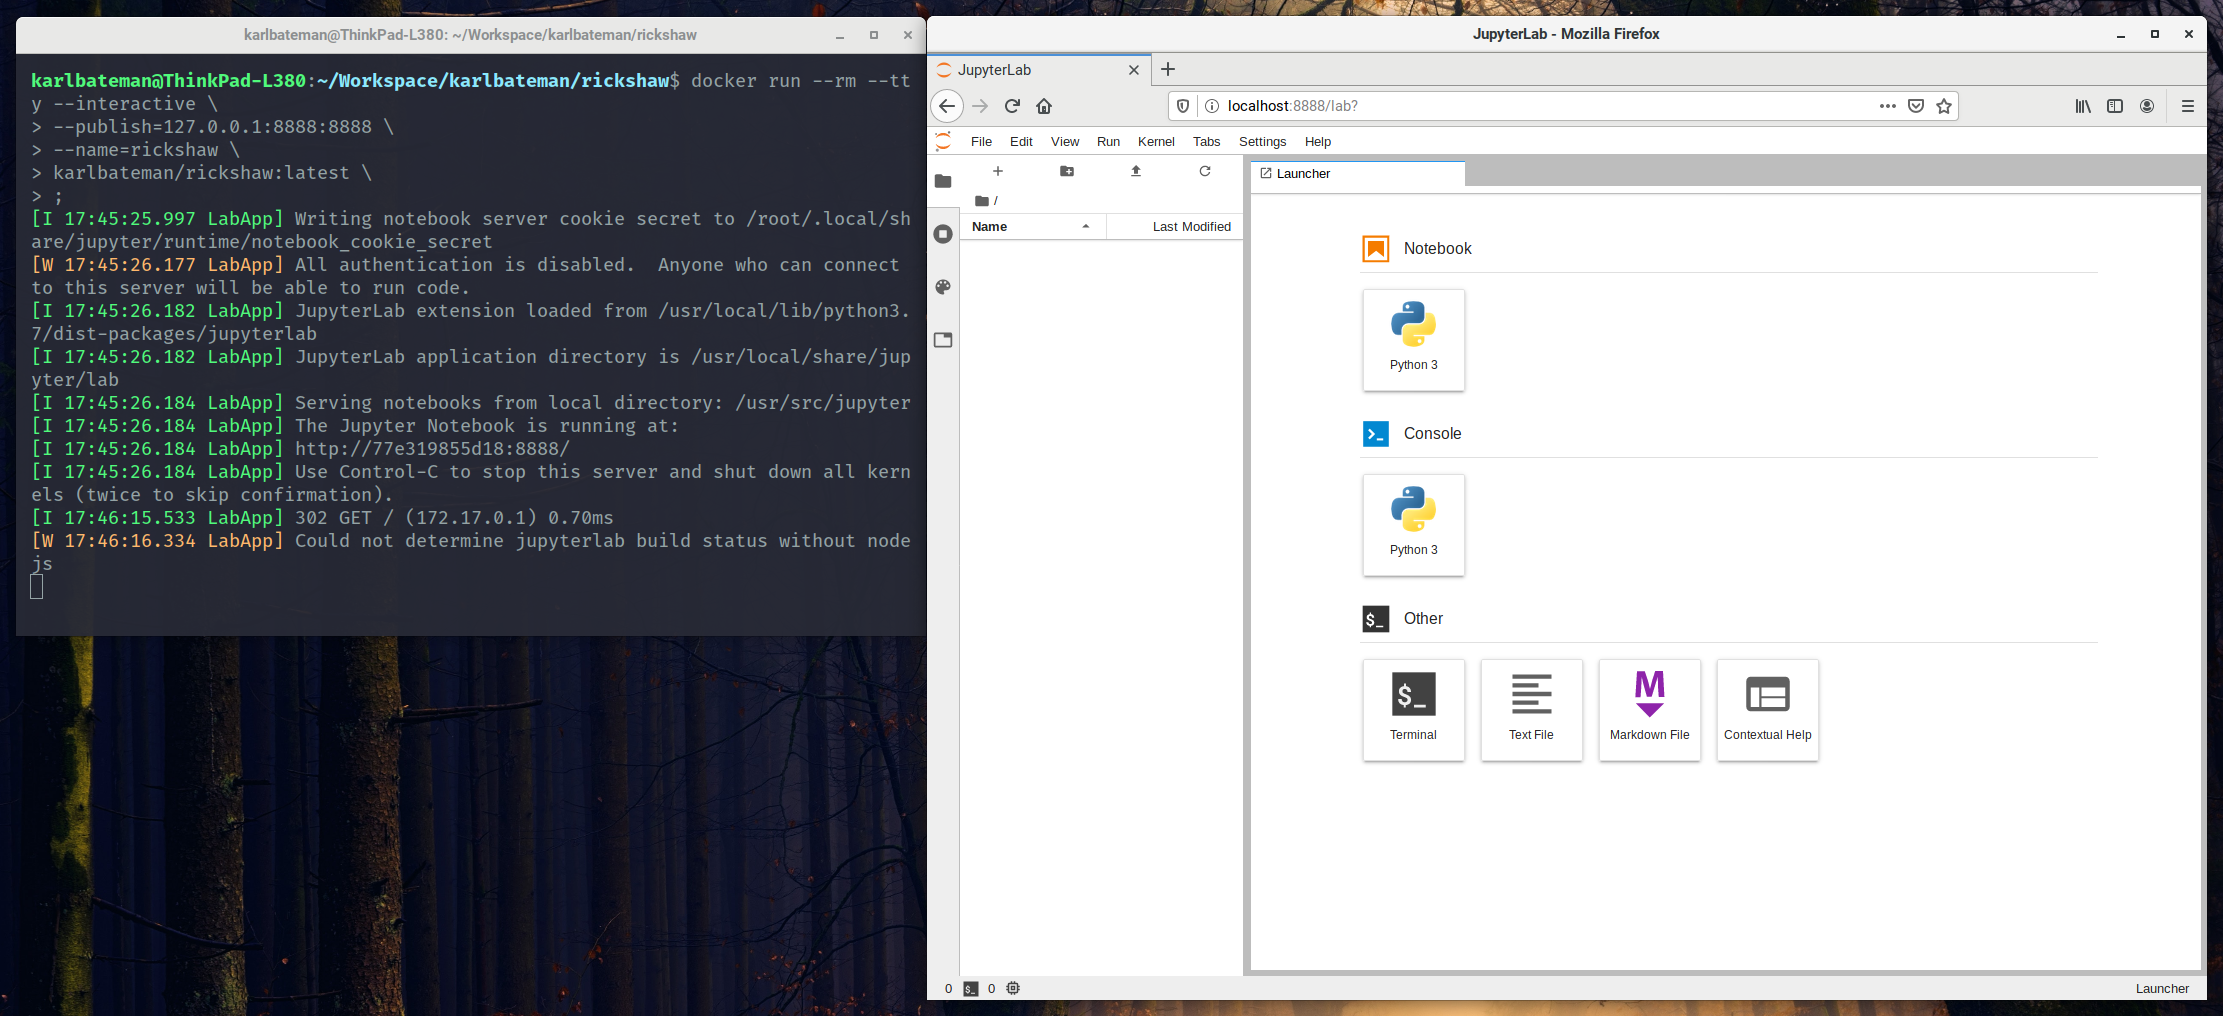 karlbateman@ThinkPad-L380: ~/Workspace/karlbateman/rickshaw
karlbateman@ThinkPad-L380:~/Workspace/karlbateman/rickshaw$ docker run --rm --tt
y --interactive \
> --publish=127.0.0.1:8888:8888 \
> --name=rickshaw \
> karlbateman/rickshaw:latest \
> ;
[I 17:45:25.997 LabApp] Writing notebook server cookie secret to /root/.local/sh
are/jupyter/runtime/notebook_cookie_secret
[W 17:45:26.177 LabApp] All authentication is disabled.  Anyone who can connect
to this server will be able to run code.
[I 17:45:26.182 LabApp] JupyterLab extension loaded from /usr/local/lib/python3.
7/dist-packages/jupyterlab
[I 17:45:26.182 LabApp] JupyterLab application directory is /usr/local/share/jup
yter/lab
[I 17:45:26.184 LabApp] Serving notebooks from local directory: /usr/src/jupyter
[I 17:45:26.184 LabApp] The Jupyter Notebook is running at:
[I 17:45:26.184 LabApp] http://77e319855d18:8888/
[I 17:45:26.184 LabApp] Use Control-C to stop this server and shut down all kern
els (twice to skip confirmation).
[I 17:46:15.533 LabApp] 302 GET / (172.17.0.1) 0.70ms
[W 17:46:16.334 LabApp] Could not determine jupyterlab build status without node
js
JupyterLab - Mozilla Firefox
JupyterLab
localhost:8888/lab?
File Edit View Run Kernel Tabs Settings Help
Launcher
/
Name Last Modified
Notebook
Python 3
Console
Python 3
$_ Other
$_ M
Terminal Text File Markdown File Contextual Help
0 $_ 0 Launcher